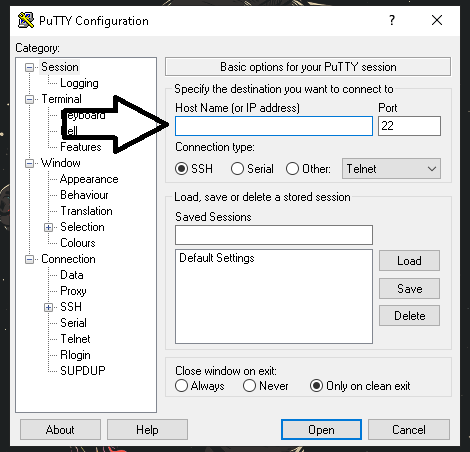 PuTTY Configuration
Category:
Session
Logging
Terminal
Keyboard
Bell
Features
Window
Appearance
Behaviour
Translation
Selection
Colours
Connection
Data
Proxy
SSH
Serial
Telnet
Rlogin
SUPDUP
Basic options for your PuTTY session
Specify the destination you want to connect to
Host Name (or IP address)
Port
22
Connection type:
SSH Serial Other: Telnet
Load, save or delete a stored session
Saved Sessions
Default Settings
Load
Save
Delete
Close window on exit:
Always Never Only on clean exit
About Help Open Cancel